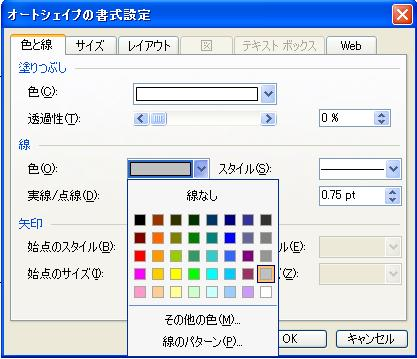 オートシェイプの書式設定
色と線 サイズ レイアウト 図 テキスト ボックス Web
塗りつぶし
色(C):
透過性(T): 0 %
線
色(O): スタイル(S):
実線/点線(D): 0.75 pt
線なし
矢印
始点のスタイル(B): ル(E):
始点のサイズ(I): ズ(Z):
その他の色(M)...
線のパターン(P)...
OK キャンセル